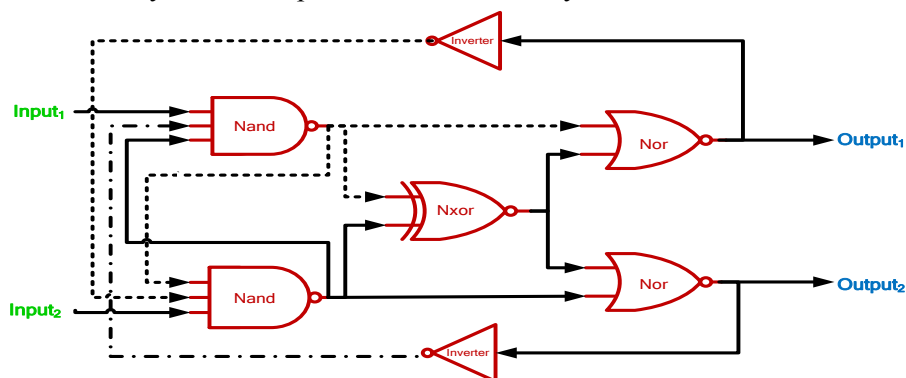 Inverter
Input₁
Nand
Nor
Output₁
Nxor
Nand
Nor
Output₂
Input₂
Inverter